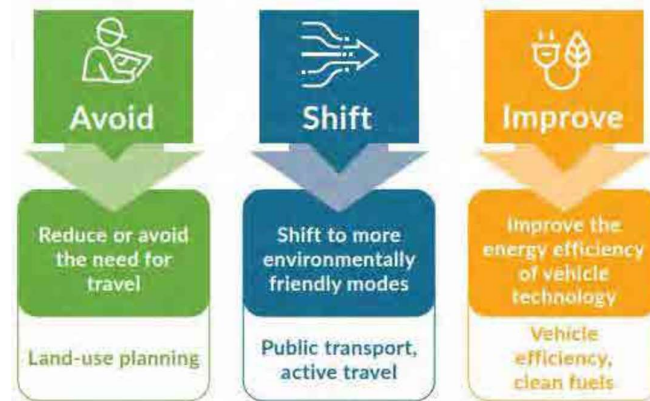 Avoid
Reduce or avoid
the need for
travel
Land-use planning
Shift
Shift to more
environmentally
friendly modes
Public transport,
active travel
Improve
Improve the
energy efficiency
of vehicle
technology
Vehicle
efficiency,
clean fuels